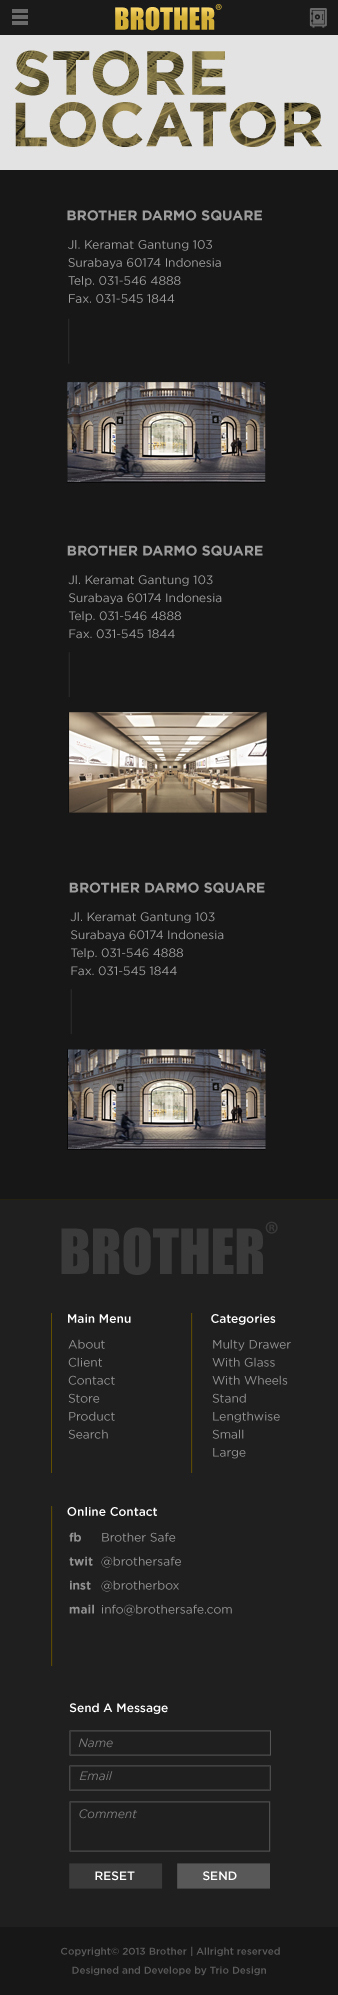 BROTHER®
STORE
LOCATOR
BROTHER DARMO SQUARE
Jl. Keramat Gantung 103
Surabaya 60174 Indonesia
Telp. 031-546 4888
Fax. 031-545 1844
BROTHER DARMO SQUARE
Jl. Keramat Gantung 103
Surabaya 60174 Indonesia
Telp. 031-546 4888
Fax. 031-545 1844
BROTHER DARMO SQUARE
Jl. Keramat Gantung 103
Surabaya 60174 Indonesia
Telp. 031-546 4888
Fax. 031-545 1844
BROTHER®
Main Menu
About
Client
Contact
Store
Product
Search
Categories
Multy Drawer
With Glass
With Wheels
Stand
Lengthwise
Small
Large
Online Contact
fb Brother Safe
twit @brothersafe
inst @brotherbox
mail info@brothersafe.com
Send A Message
Name
Email
Comment
RESET SEND
Copyright© 2013 Brother | Allright reserved
Designed and Develope by Trio Design